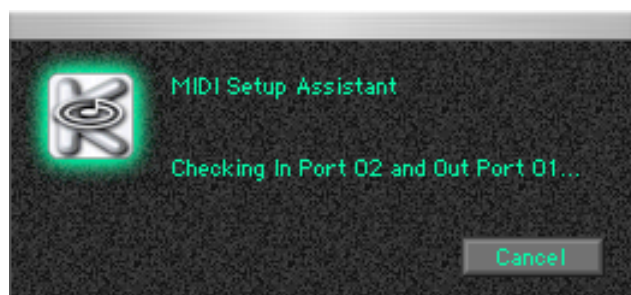 MIDI Setup Assistant
Checking In Port 02 and Out Port 01...
Cancel